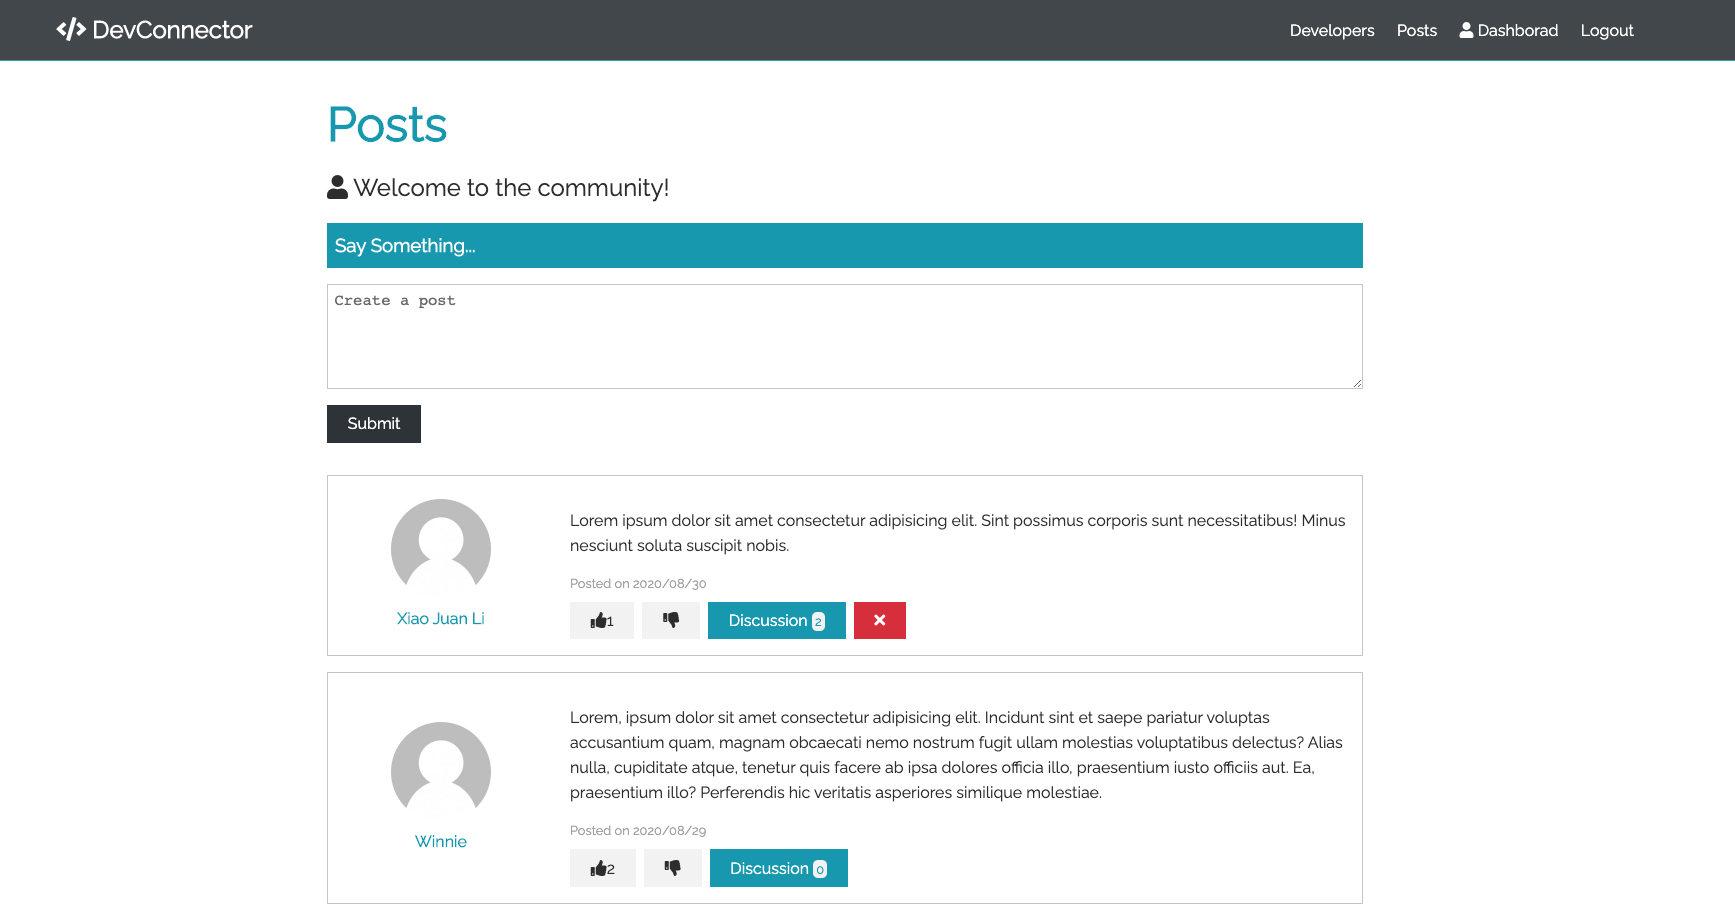 DevConnector
Developers Posts Dashborad Logout
Posts
Welcome to the community!
Say Something...
Create a post
Submit
Lorem ipsum dolor sit amet consectetur adipisicing elit. Sint possimus corporis sunt necessitatibus! Minus
nesciunt soluta suscipit nobis.
Posted on 2020/08/30
Xiao Juan Li
1
Discussion 2
Lorem, ipsum dolor sit amet consectetur adipisicing elit. Incidunt sint et saepe pariatur voluptas
accusantium quam, magnam obcaecati nemo nostrum fugit ullam molestias voluptatibus delectus? Alias
nulla, cupiditate atque, tenetur quis facere ab ipsa dolores officia illo, praesentium iusto officiis aut. Ea,
praesentium illo? Perferendis hic veritatis asperiores similique molestiae.
Posted on 2020/08/29
Winnie
2
Discussion 0